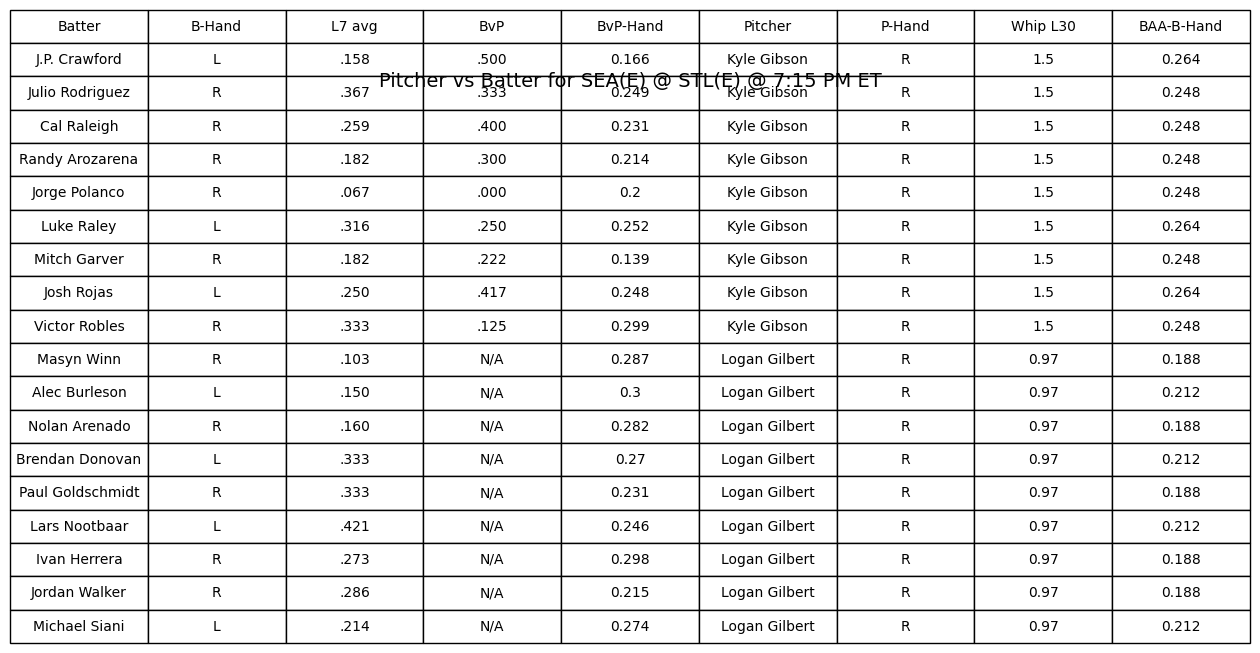 Batter B-Hand L7 avg BvP BvP-Hand Pitcher P-Hand Whip L30 BAA-B-Hand
J.P. Crawford L .158 .500 0.166 Kyle Gibson R 1.5 0.264
Pitcher vs Batter for SEA(E) @ STL(E) @ 7:15 PM ET
Julio Rodriguez R .367 .333 0.249 Kyle Gibson R 1.5 0.248
Cal Raleigh R .259 .400 0.231 Kyle Gibson R 1.5 0.248
Randy Arozarena R .182 .300 0.214 Kyle Gibson R 1.5 0.248
Jorge Polanco R .067 .000 0.2 Kyle Gibson R 1.5 0.248
Luke Raley L .316 .250 0.252 Kyle Gibson R 1.5 0.264
Mitch Garver R .182 .222 0.139 Kyle Gibson R 1.5 0.248
Josh Rojas L .250 .417 0.248 Kyle Gibson R 1.5 0.264
Victor Robles R .333 .125 0.299 Kyle Gibson R 1.5 0.248
Masyn Winn R .103 N/A 0.287 Logan Gilbert R 0.97 0.188
Alec Burleson L .150 N/A 0.3 Logan Gilbert R 0.97 0.212
Nolan Arenado R .160 N/A 0.282 Logan Gilbert R 0.97 0.188
Brendan Donovan L .333 N/A 0.27 Logan Gilbert R 0.97 0.212
Paul Goldschmidt R .333 N/A 0.231 Logan Gilbert R 0.97 0.188
Lars Nootbaar L .421 N/A 0.246 Logan Gilbert R 0.97 0.212
Ivan Herrera R .273 N/A 0.298 Logan Gilbert R 0.97 0.188
Jordan Walker R .286 N/A 0.215 Logan Gilbert R 0.97 0.188
Michael Siani L .214 N/A 0.274 Logan Gilbert R 0.97 0.212